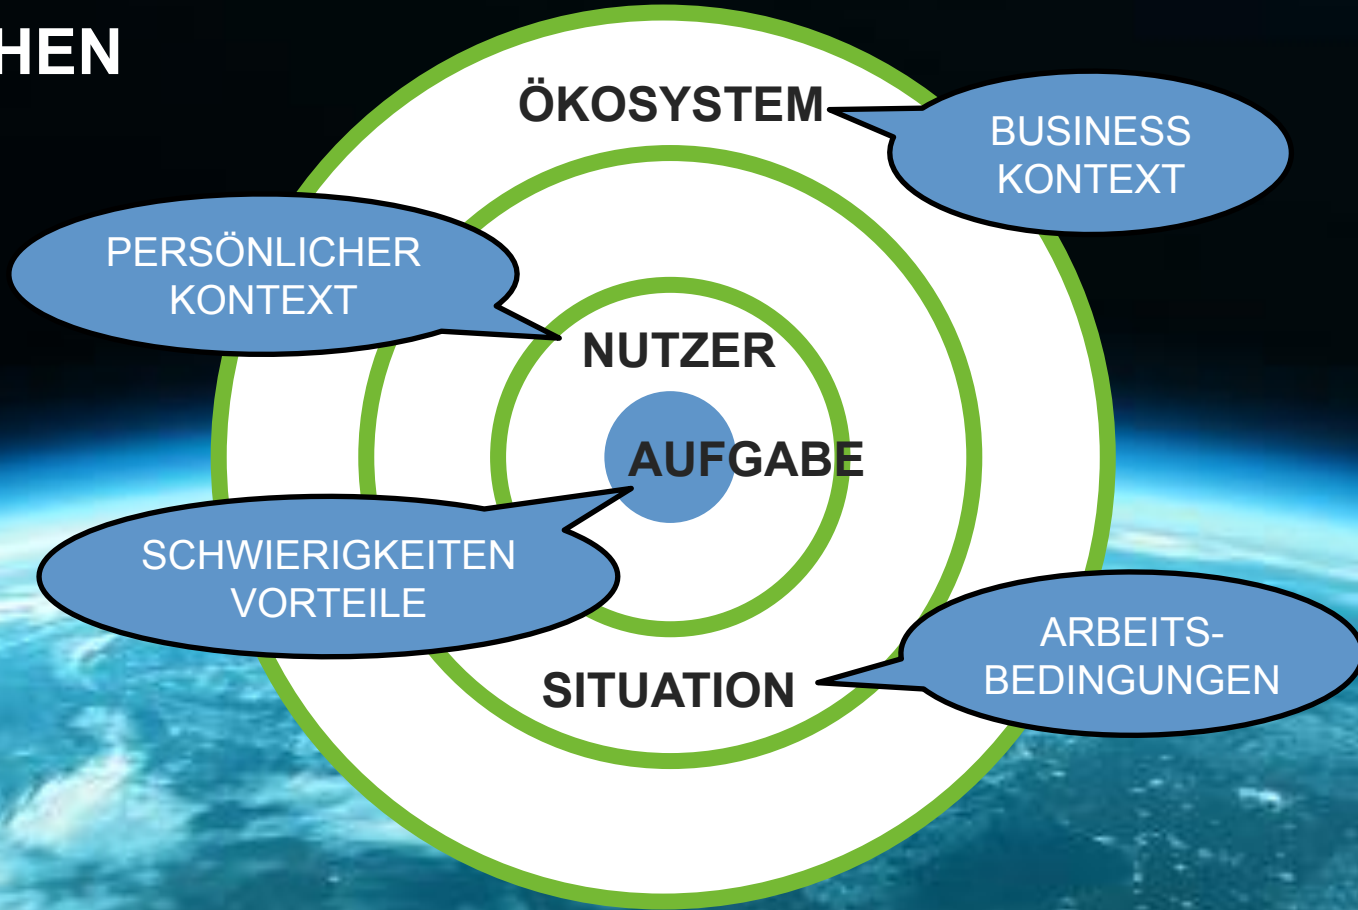 HEN
ÖKOSYSTEM
BUSINESS
KONTEXT
PERSÖNLICHER
KONTEXT
NUTZER
AUFGABE
SCHWIERIGKEITEN
VORTEILE
ARBEITS-
BEDINGUNGEN
SITUATION